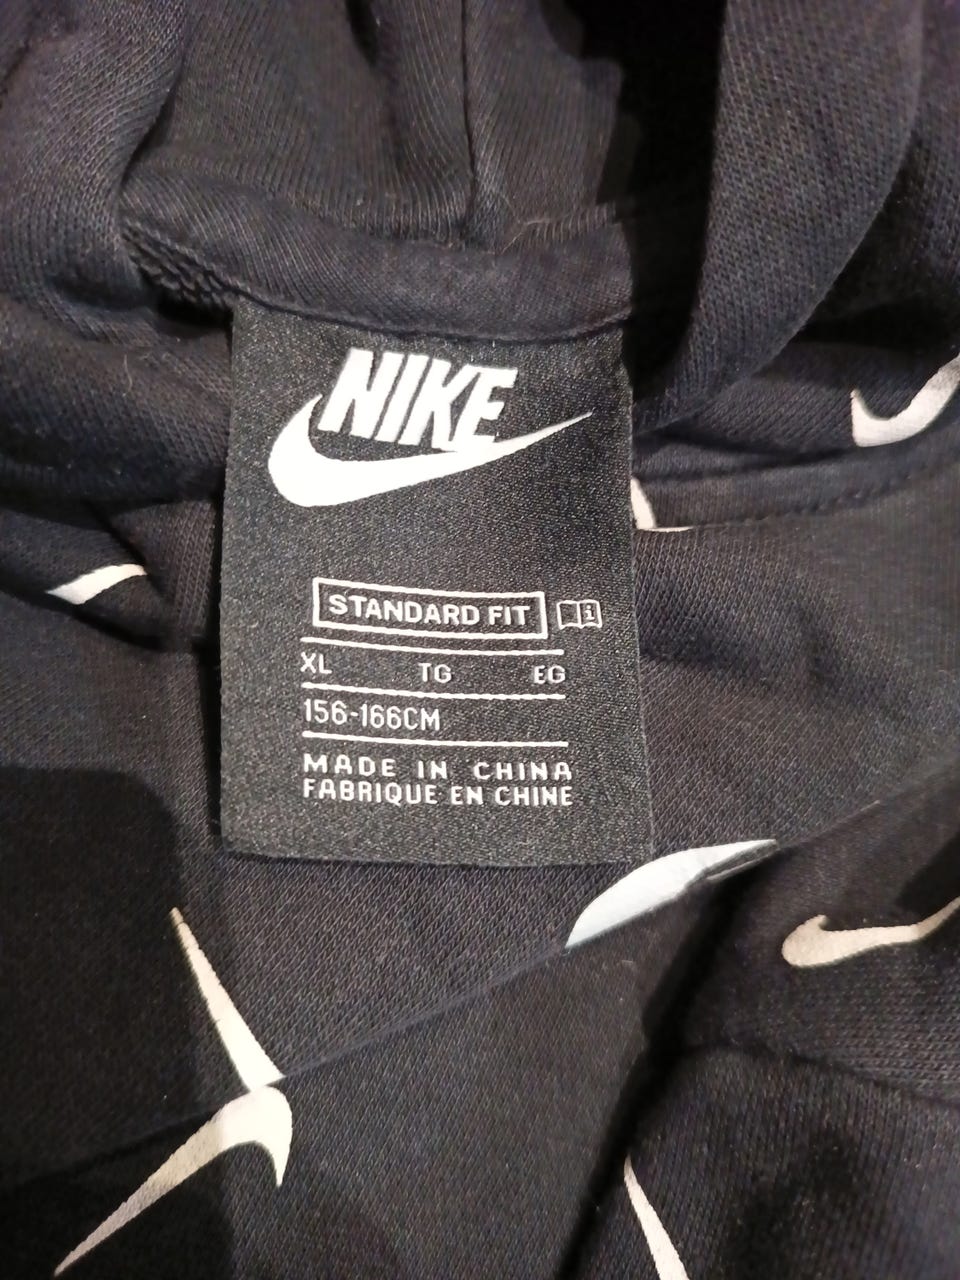 NIKE
STANDARD FIT
XL TG EG
156-166CM
MADE IN CHINA
FABRIQUE EN CHINE